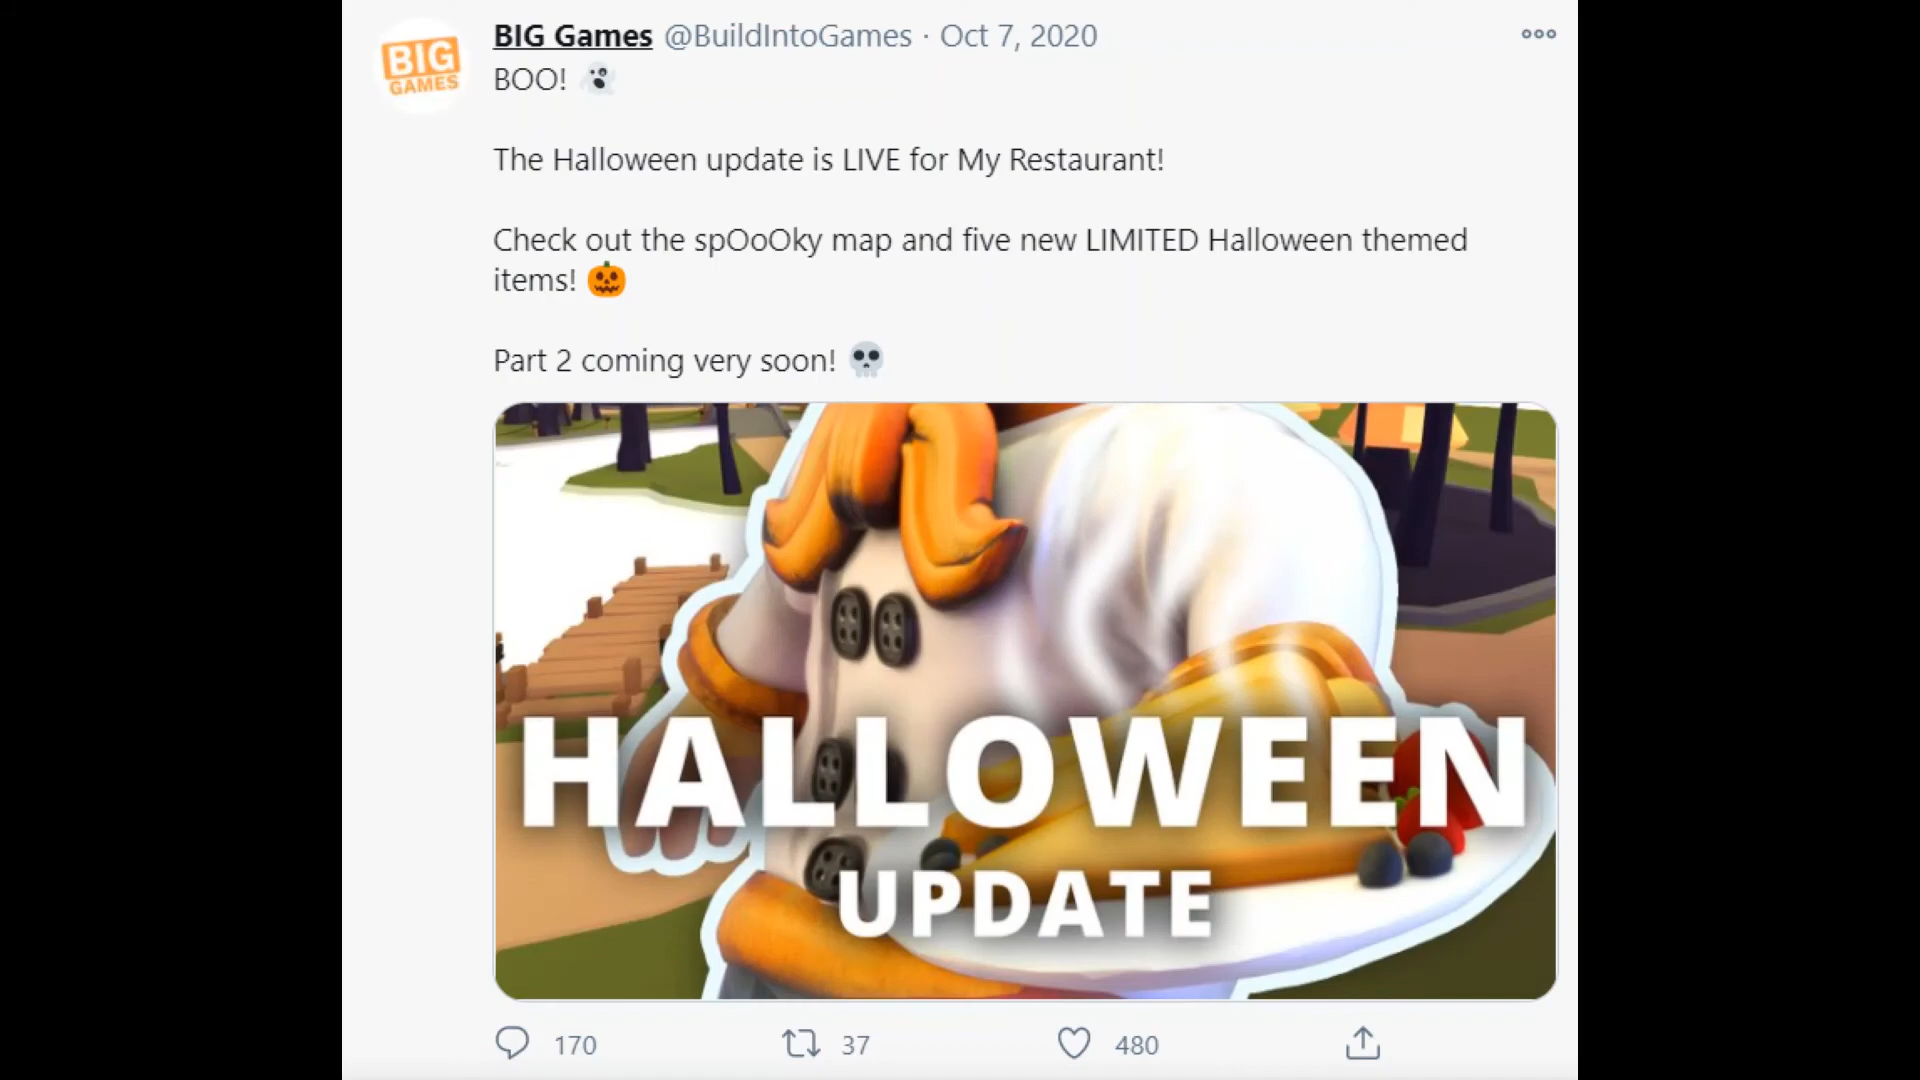 BIG
GAMES
BIG Games @BuildIntoGames · Oct 7, 2020
BOO! 👻
The Halloween update is LIVE for My Restaurant!
Check out the spOoOky map and five new LIMITED Halloween themed
items! 🎃
Part 2 coming very soon! 💀
HALLOWEEN
UPDATE
170 37 480